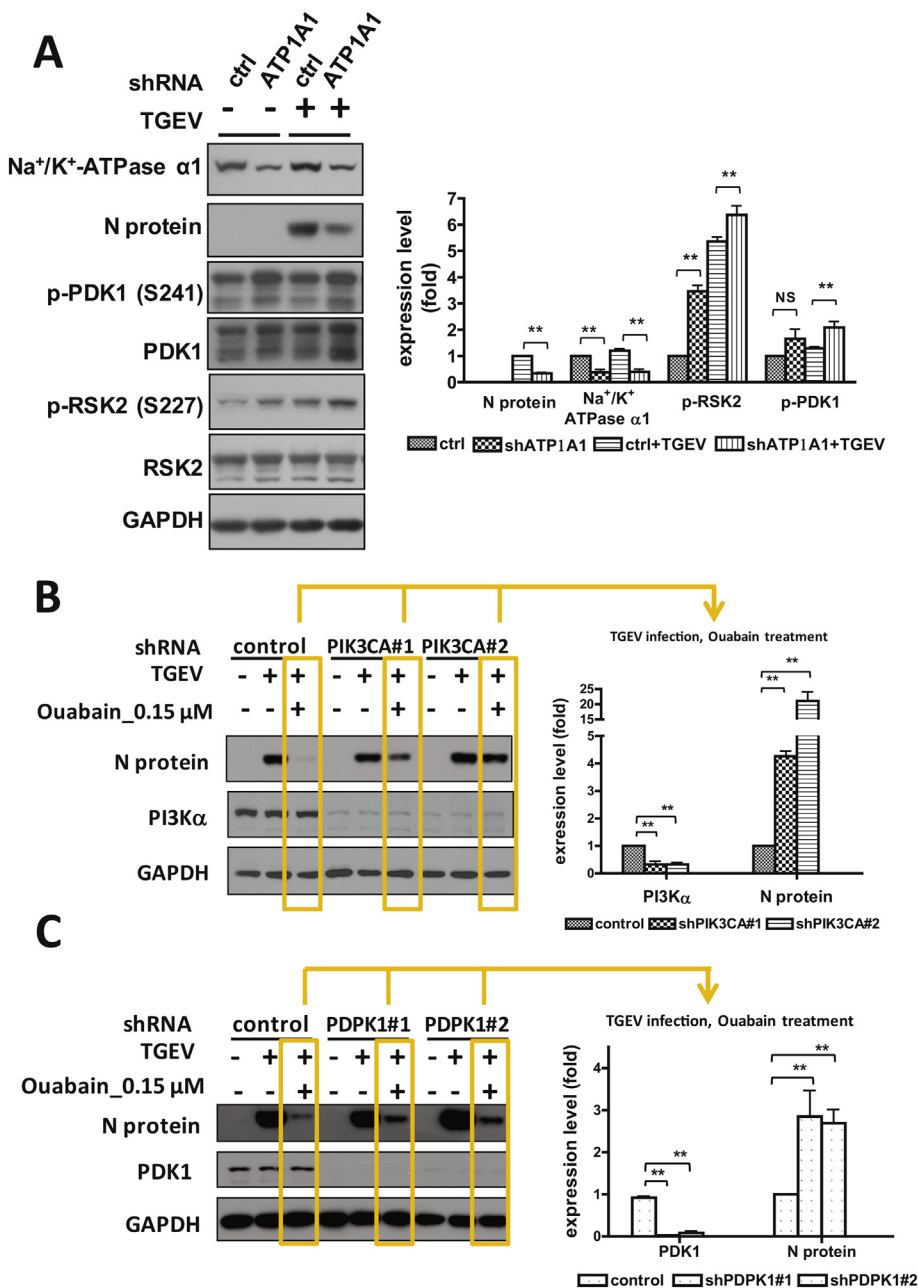 A
shRNA ctrl ATP1A1 ctrl ATP1A1
TGEV - - + +
Na⁺/K⁺-ATPase α1
N protein
p-PDK1 (S241)
PDK1
p-RSK2 (S227)
RSK2
GAPDH
expression level
(fold)
7
6
5
4
3
2
1
0
** ** ** ** ** NS **
N protein Na⁺/K⁺ ATPase α1 p-RSK2 p-PDK1
ctrl shATP1A1 ctrl+TGEV shATP1A1+TGEV
B
shRNA control PIK3CA#1 PIK3CA#2
TGEV - + + - + + - + +
Ouabain_0.15 µM - - + - - + - - +
N protein
PI3Kα
GAPDH
TGEV infection, Ouabain treatment
exression level (fold)
25
20
15
10
6
4
2
1
0
** ** ** **
PI3Kα N protein
control shPIK3CA#1 shPIK3CA#2
C
shRNA control PDPK1#1 PDPK1#2
TGEV - + + - + + - + +
Ouabain_0.15 µM - - + - - + - - +
N protein
PDK1
GAPDH
TGEV infection, Ouabain treatment
expression level (fold)
4
3
2
1
0
** ** ** **
PDK1 N protein
control shPDPK1#1 shPDPK1#2